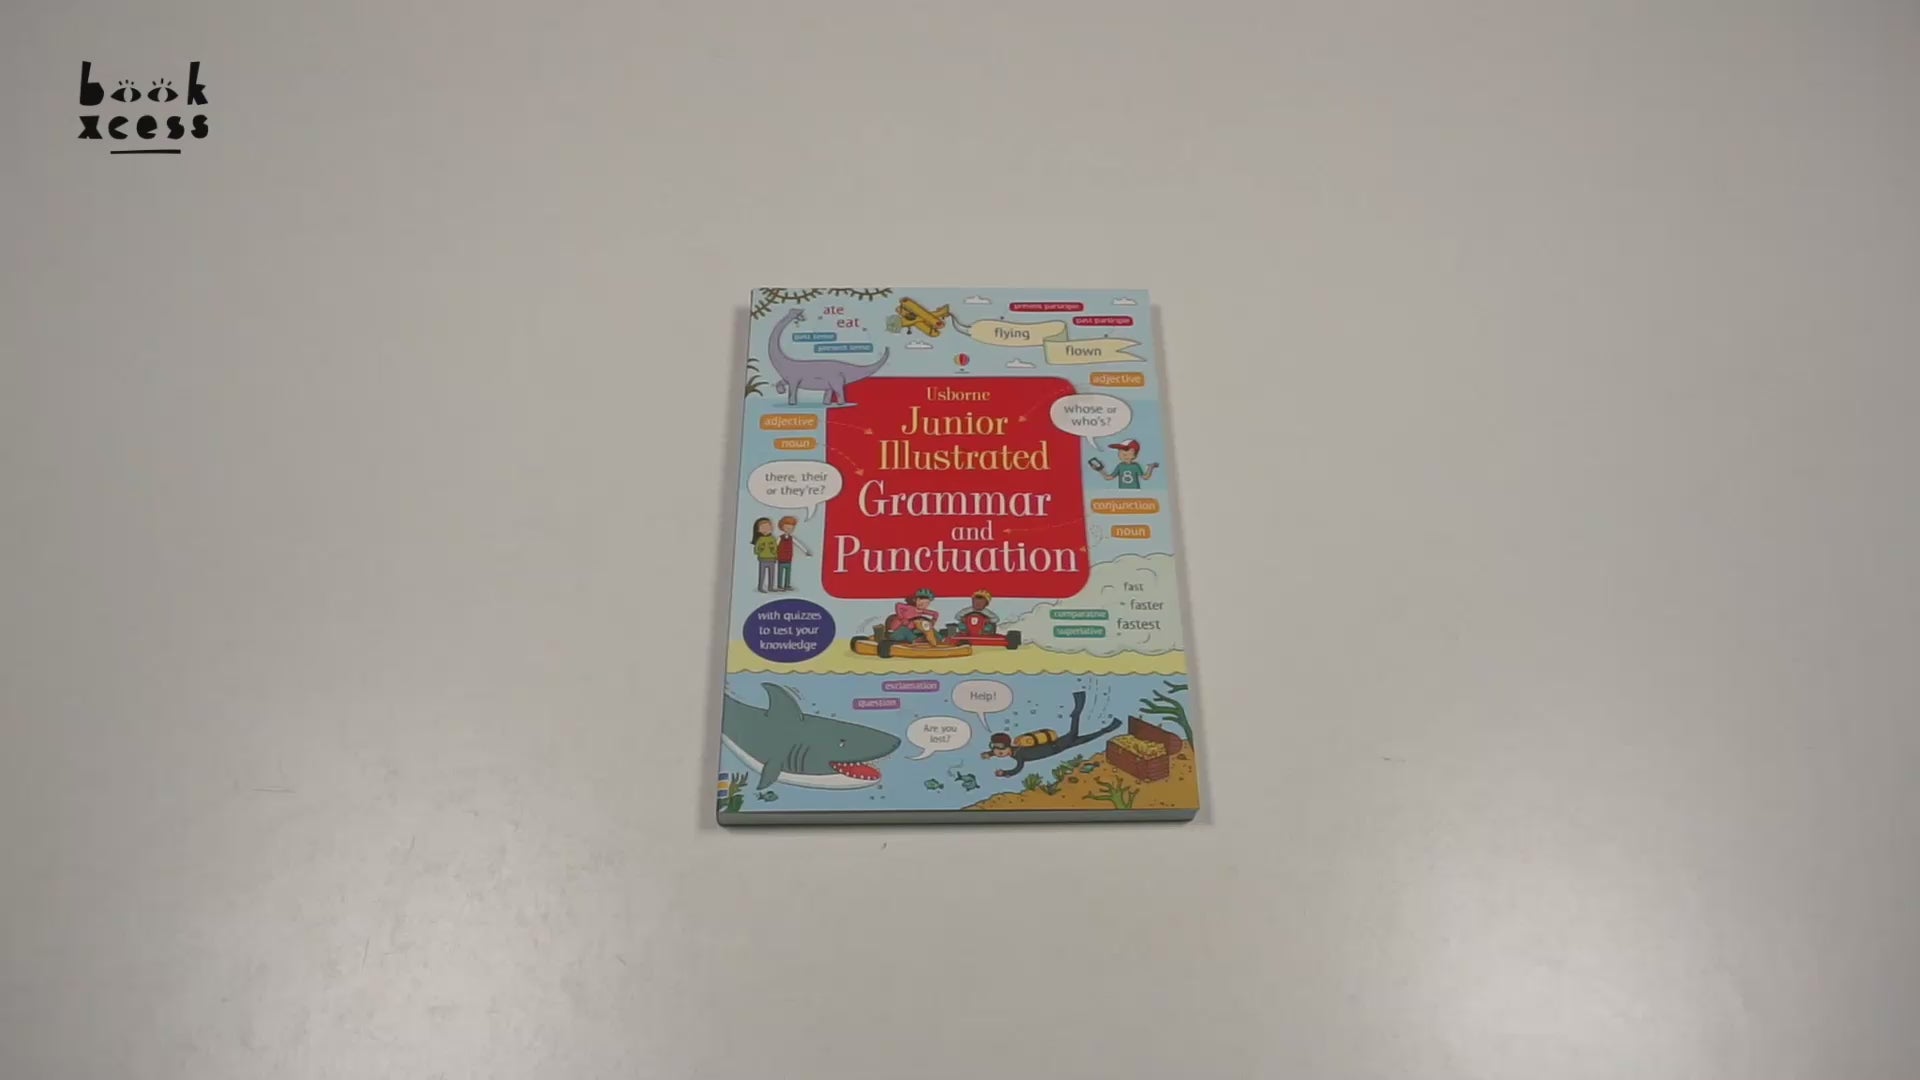 book
xcess
ate
eat
past tense
present tense
flying
flown
present participle
past participle
Usborne
Junior
Illustrated
Grammar
and
Punctuation
adjective
noun
there, their
or they're?
adjective
whose or
who's?
8
conjunction
noun
with quizzes
to test your
knowledge
fast
faster
fastest
comparative
superlative
exclamation
question
Help!
Are you
lost?